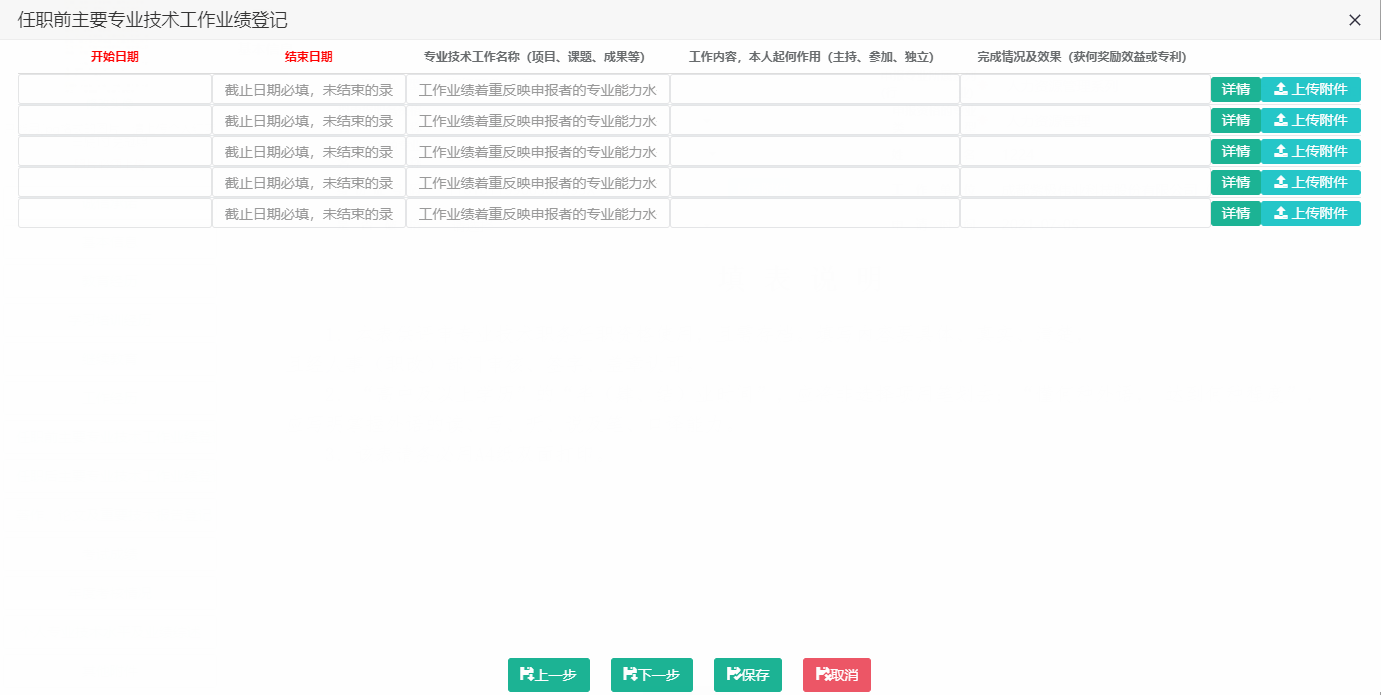 任职前主要专业技术工作业绩登记
开始日期 结束日期 专业技术工作名称（项目、课题、成果等） 工作内容，本人起何作用（主持、参加、独立） 完成情况及效果（获何奖励效益或专利）
截止日期必填，未结束的录 工作业绩着重反映申报者的专业能力水 详情 上传附件
截止日期必填，未结束的录 工作业绩着重反映申报者的专业能力水 详情 上传附件
截止日期必填，未结束的录 工作业绩着重反映申报者的专业能力水 详情 上传附件
截止日期必填，未结束的录 工作业绩着重反映申报者的专业能力水 详情 上传附件
截止日期必填，未结束的录 工作业绩着重反映申报者的专业能力水 详情 上传附件
上一步 下一步 保存 取消